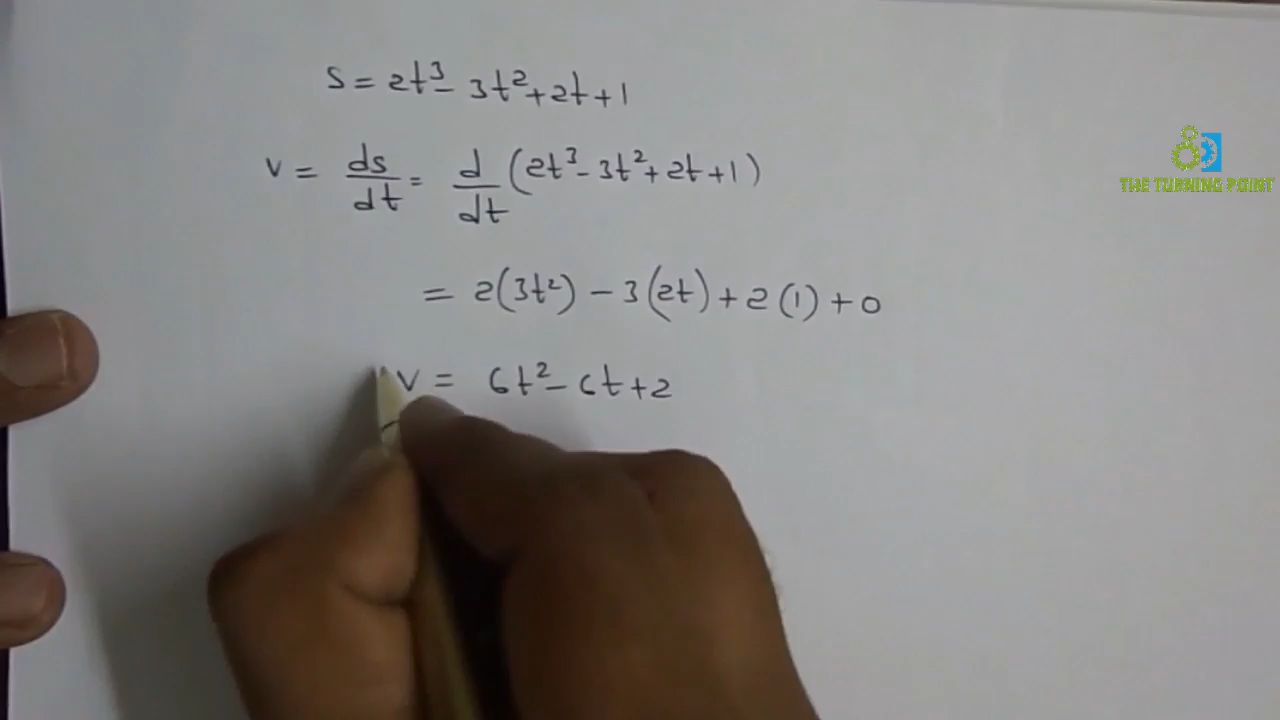 S = 2t³ - 3t² + 2t + 1
v = ds/dt = d/dt (2t³ - 3t² + 2t + 1)
= 2(3t²) - 3(2t) + 2(1) + 0
v = 6t² - 6t + 2
THE TURNING POINT